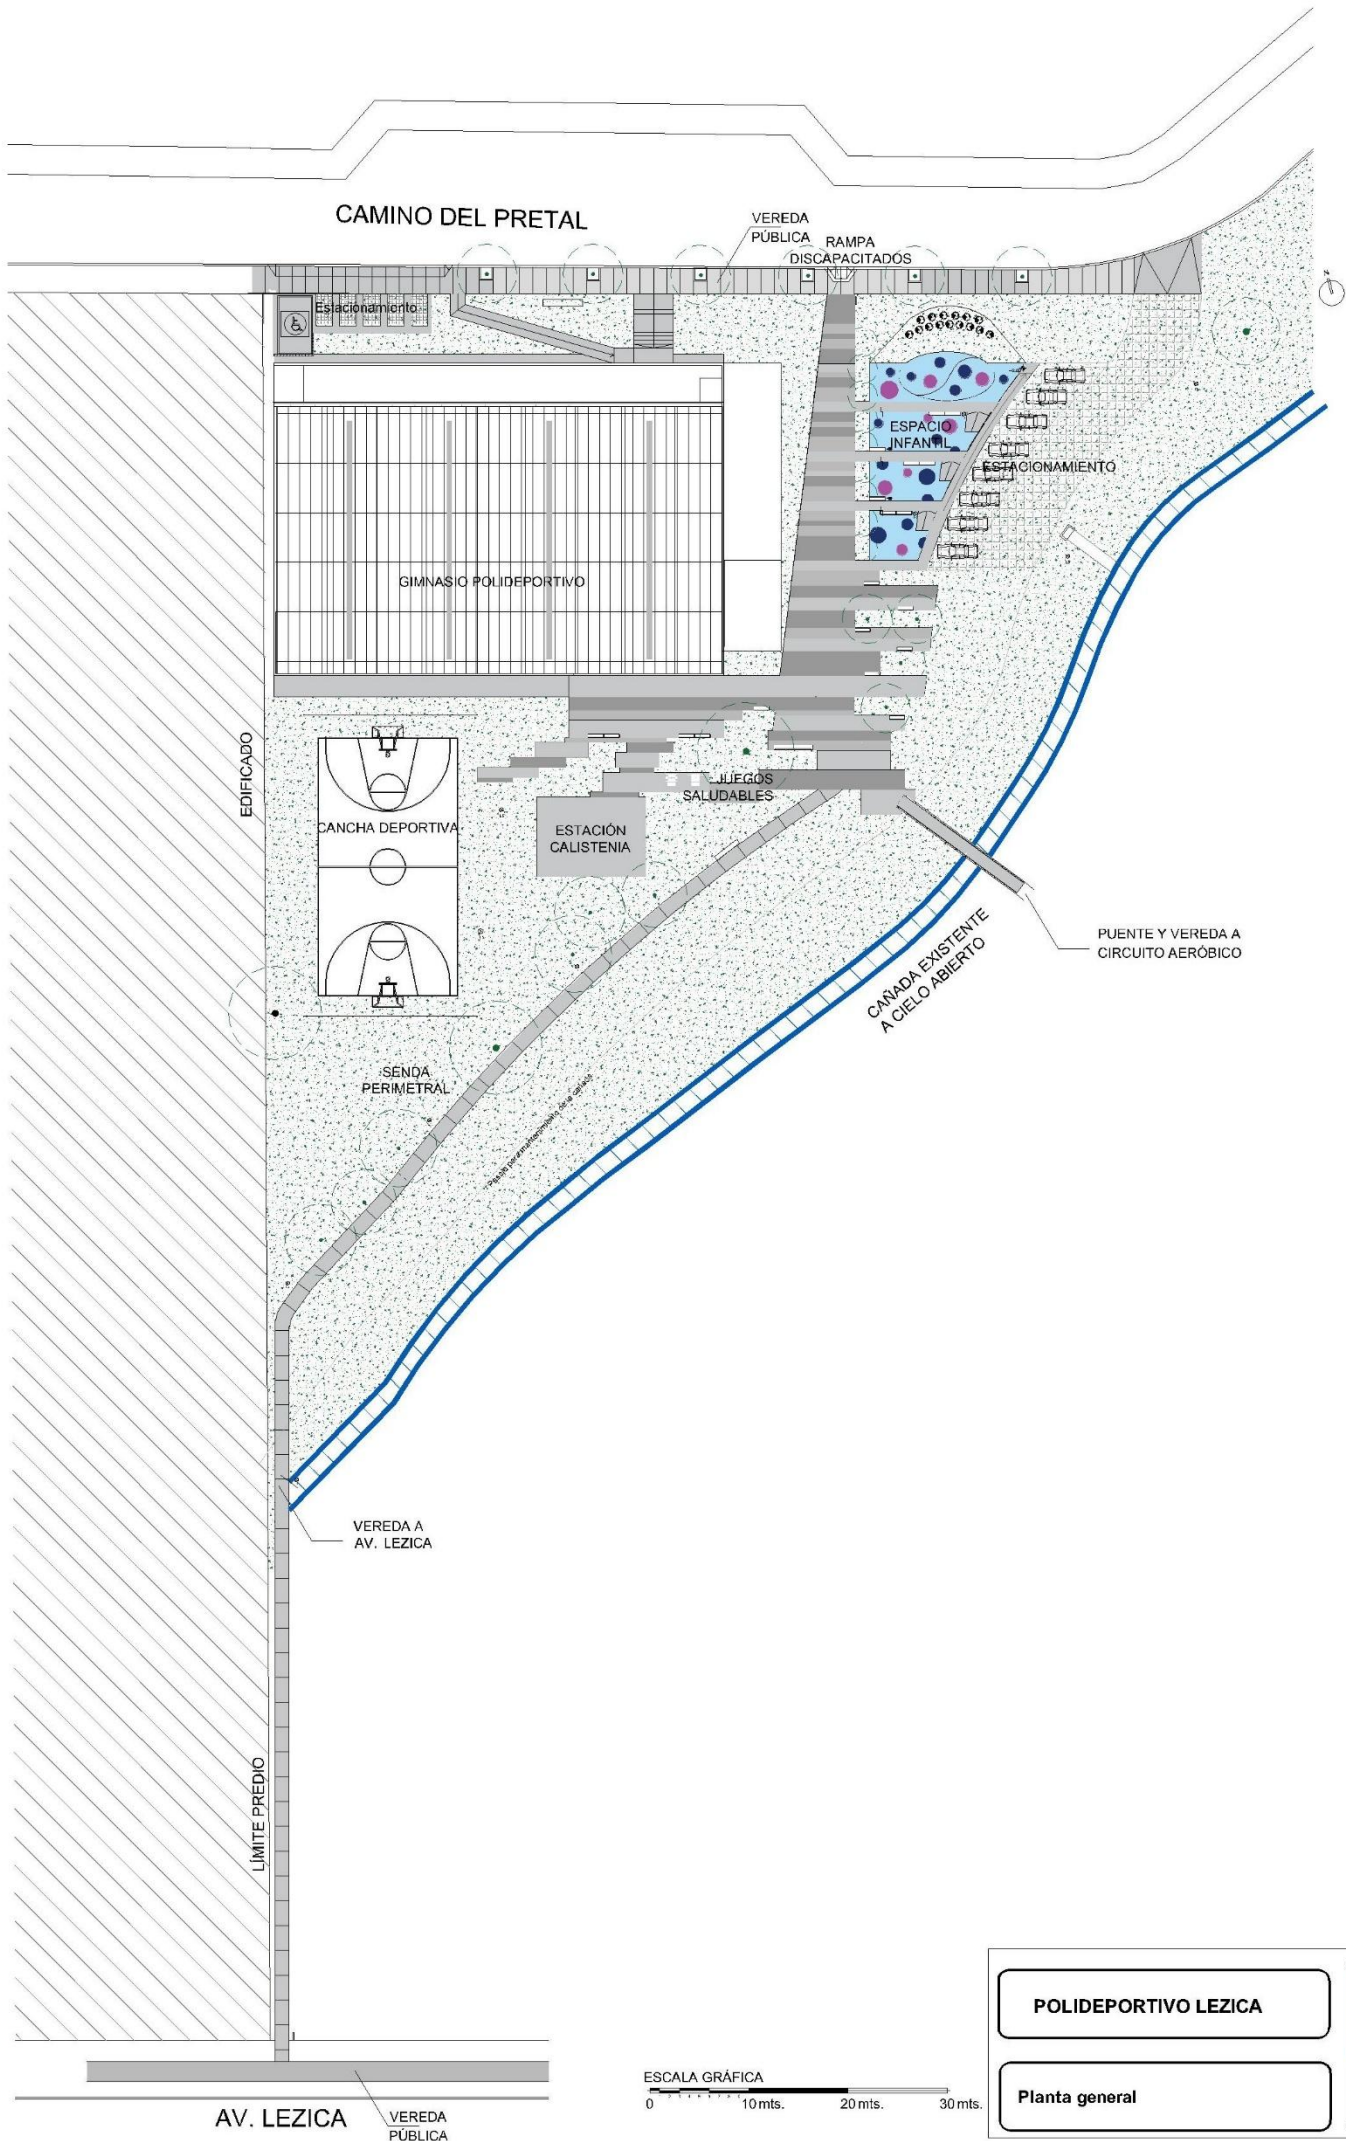 CAMINO DEL PRETAL
VEREDA
PÚBLICA
RAMPA
DISCAPACITADOS
Estacionamiento
ESPACIO
INFANTIL
ESTACIONAMIENTO
GIMNASIO POLIDEPORTIVO
EDIFICADO
JUEGOS
SALUDABLES
CANCHA DEPORTIVA
ESTACIÓN
CALISTENIA
PUENTE Y VEREDA A
CIRCUITO AERÓBICO
CAÑADA EXISTENTE
A CIELO ABIERTO
SENDA
PERIMETRAL
VEREDA A
AV. LEZICA
LÍMITE PREDIO
POLIDEPORTIVO LEZICA
Planta general
ESCALA GRÁFICA
0 10 mts. 20 mts. 30 mts.
AV. LEZICA
VEREDA
PÚBLICA